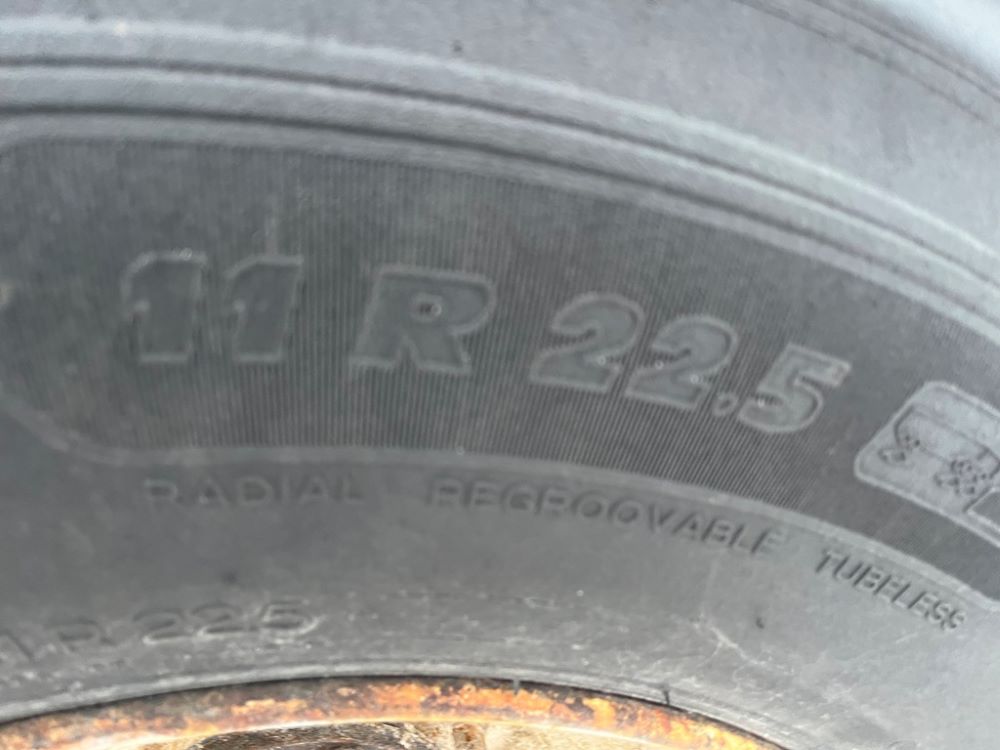 11 R 22.5
RADIAL REGROOVABLE TUBELESS
R 22.5